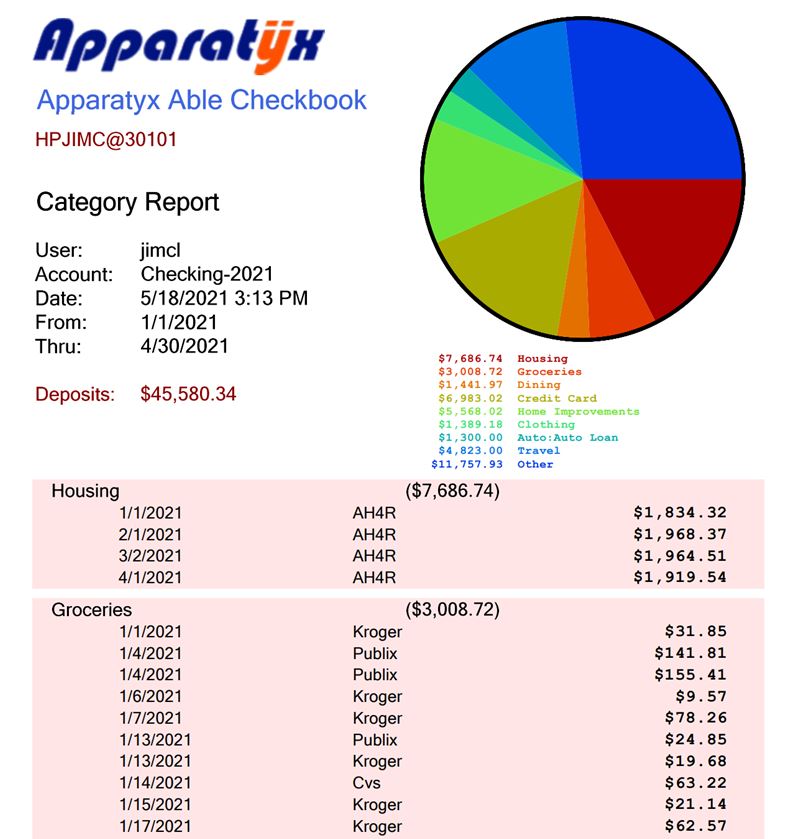 Apparatÿx
Apparatyx Able Checkbook
HPJIMC@30101
Category Report
User: jimcl
Account: Checking-2021
Date: 5/18/2021 3:13 PM
From: 1/1/2021
Thru: 4/30/2021
Deposits: $45,580.34
$7,686.74 Housing
$3,008.72 Groceries
$1,441.97 Dining
$6,983.02 Credit Card
$5,568.02 Home Improvements
$1,389.18 Clothing
$1,300.00 Auto:Auto Loan
$4,823.00 Travel
$11,757.93 Other
Housing ($7,686.74)
1/1/2021 AH4R $1,834.32
2/1/2021 AH4R $1,968.37
3/2/2021 AH4R $1,964.51
4/1/2021 AH4R $1,919.54
Groceries ($3,008.72)
1/1/2021 Kroger $31.85
1/4/2021 Publix $141.81
1/4/2021 Publix $155.41
1/6/2021 Kroger $9.57
1/7/2021 Kroger $78.26
1/13/2021 Publix $24.85
1/13/2021 Kroger $19.68
1/14/2021 Cvs $63.22
1/15/2021 Kroger $21.14
1/17/2021 Kroger $62.57